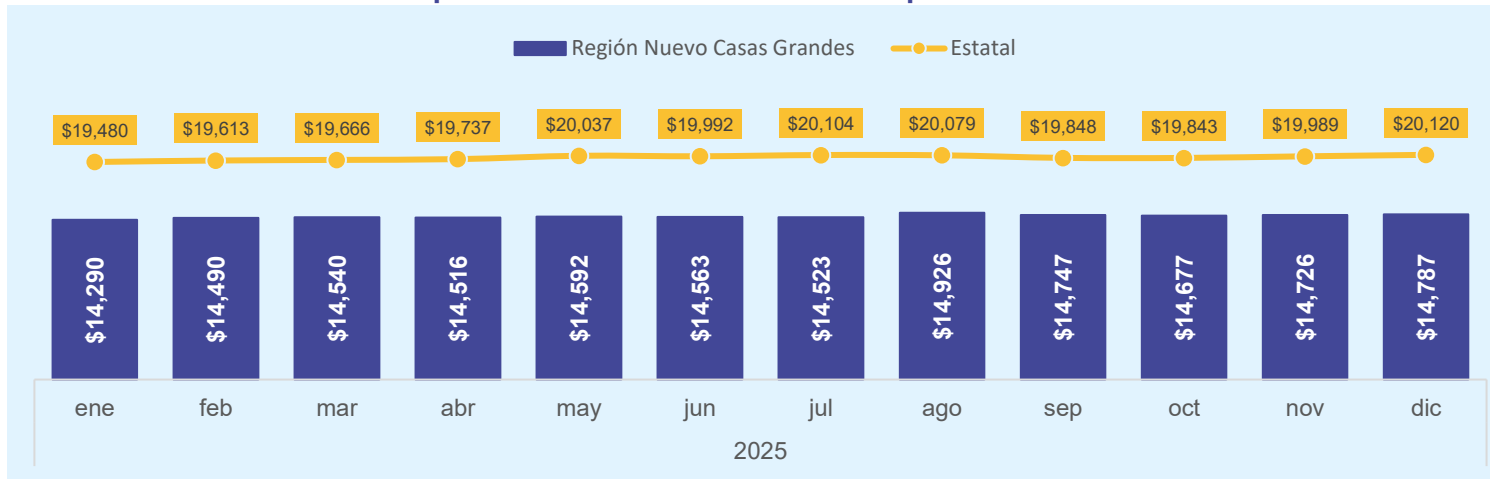 Región Nuevo Casas Grandes Estatal
$19,480 $19,613 $19,666 $19,737 $20,037 $19,992 $20,104 $20,079 $19,848 $19,843 $19,989 $20,120
$14,290 $14,490 $14,540 $14,516 $14,592 $14,563 $14,523 $14,926 $14,747 $14,677 $14,726 $14,787
ene feb mar abr may jun jul ago sep oct nov dic
2025